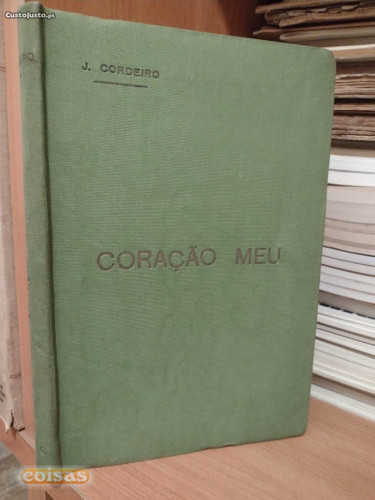 CustoJusto.pt
J. CORDEIRO
CORAÇÃO MEU
coisas